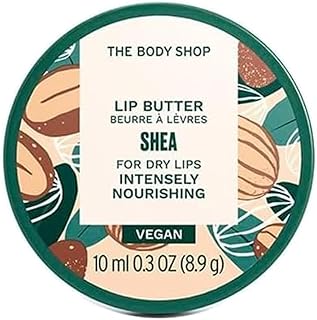 THE BODY SHOP
LIP BUTTER
BEURRE À LÈVRES
SHEA
FOR DRY LIPS
INTENSELY
NOURISHING
VEGAN
10 ml 0.3 OZ (8.9 g)